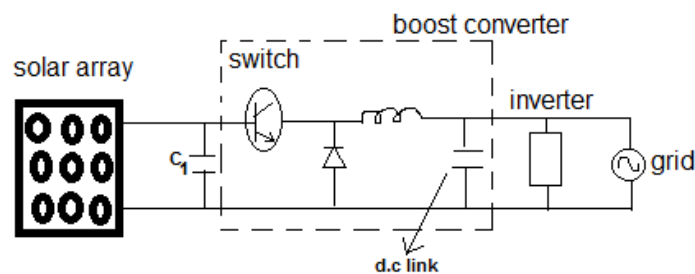 boost converter
solar array
switch
inverter
C1
grid
d.c link